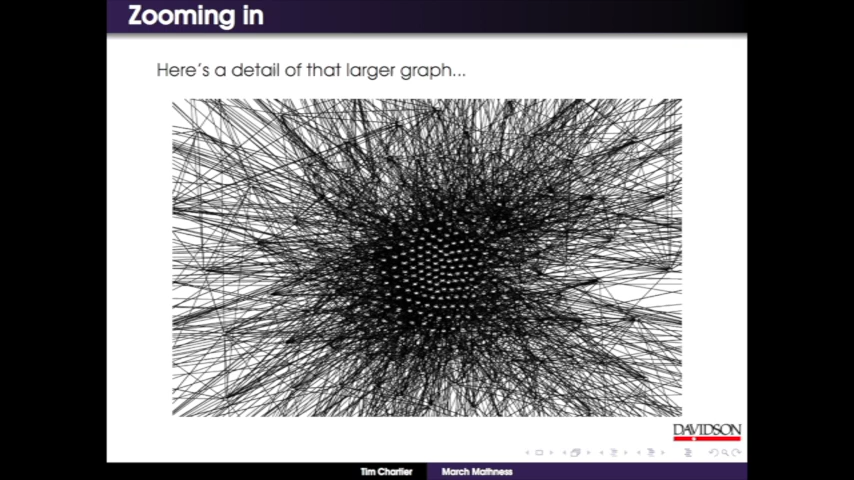 Zooming in
Here's a detail of that larger graph...
DAVIDSON
Tim Chartier March Mathness